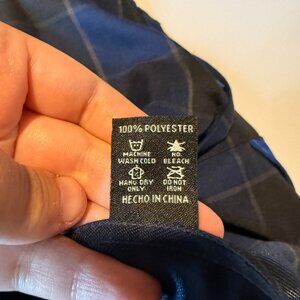 100% POLYESTER
MACHINE NO
WASH COLD BLEACH
HANG DRY DO NOT
ONLY IRON
HECHO IN CHINA